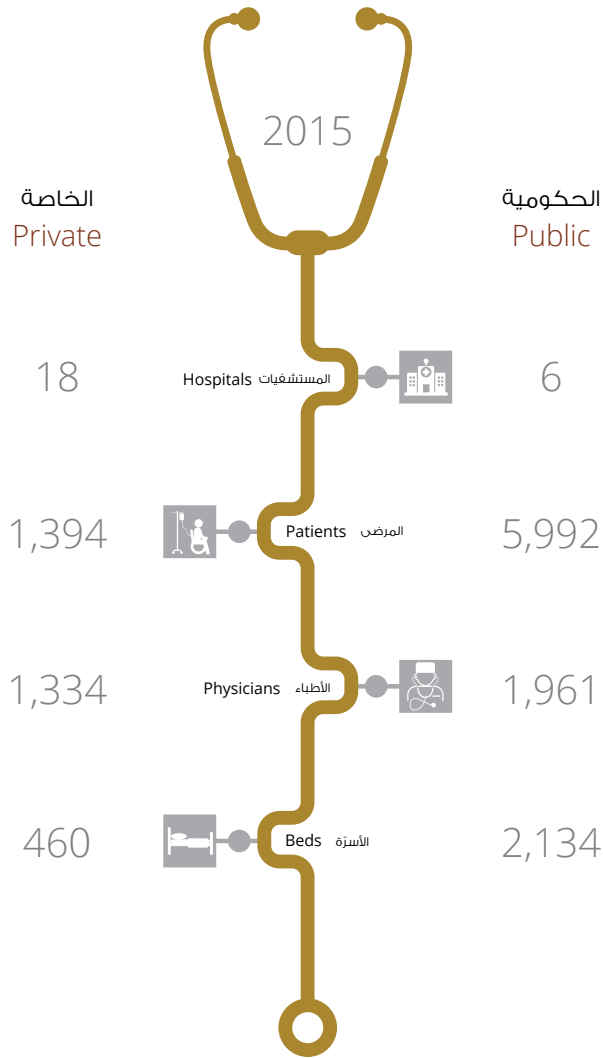 2015
الخاصة
Private
الحكومية
Public
18
Hospitals المستشفيات
6
1,394
Patients المرضى
5,992
1,334
Physicians الأطباء
1,961
460
Beds الأسرّة
2,134